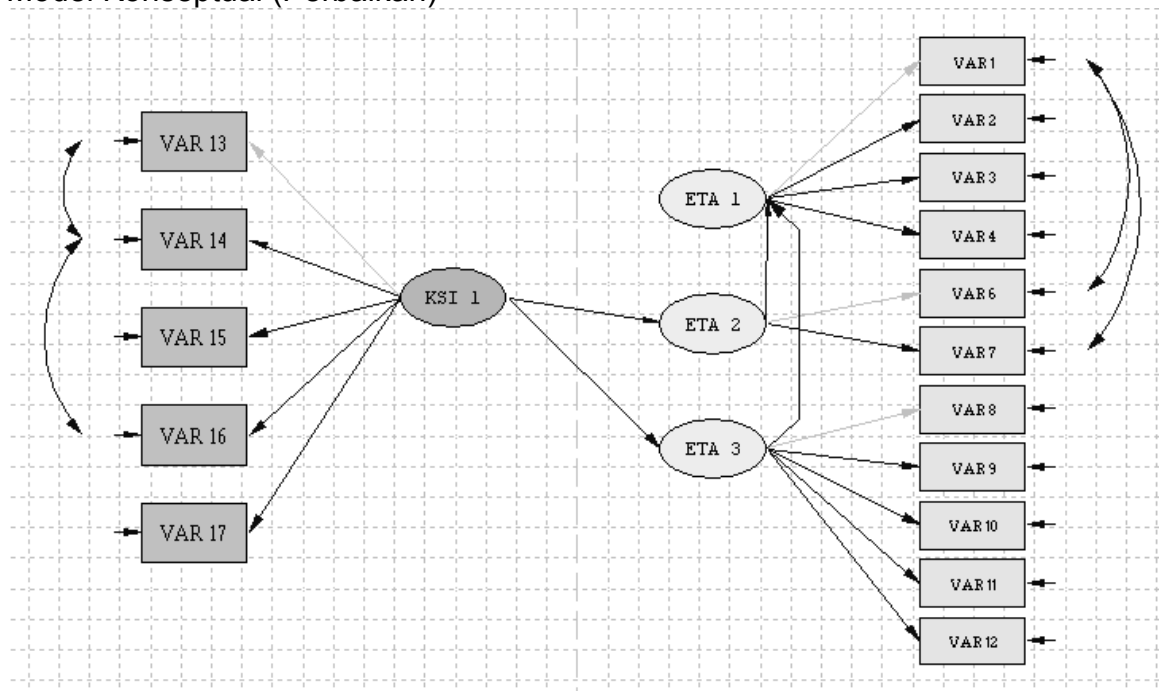 Model Konseptual (Perbaikan)
VAR 13
VAR 14
VAR 15
VAR 16
VAR 17
KSI 1
ETA 1
ETA 2
ETA 3
VAR1
VAR2
VAR3
VAR4
VAR6
VAR7
VAR8
VAR9
VAR10
VAR11
VAR12